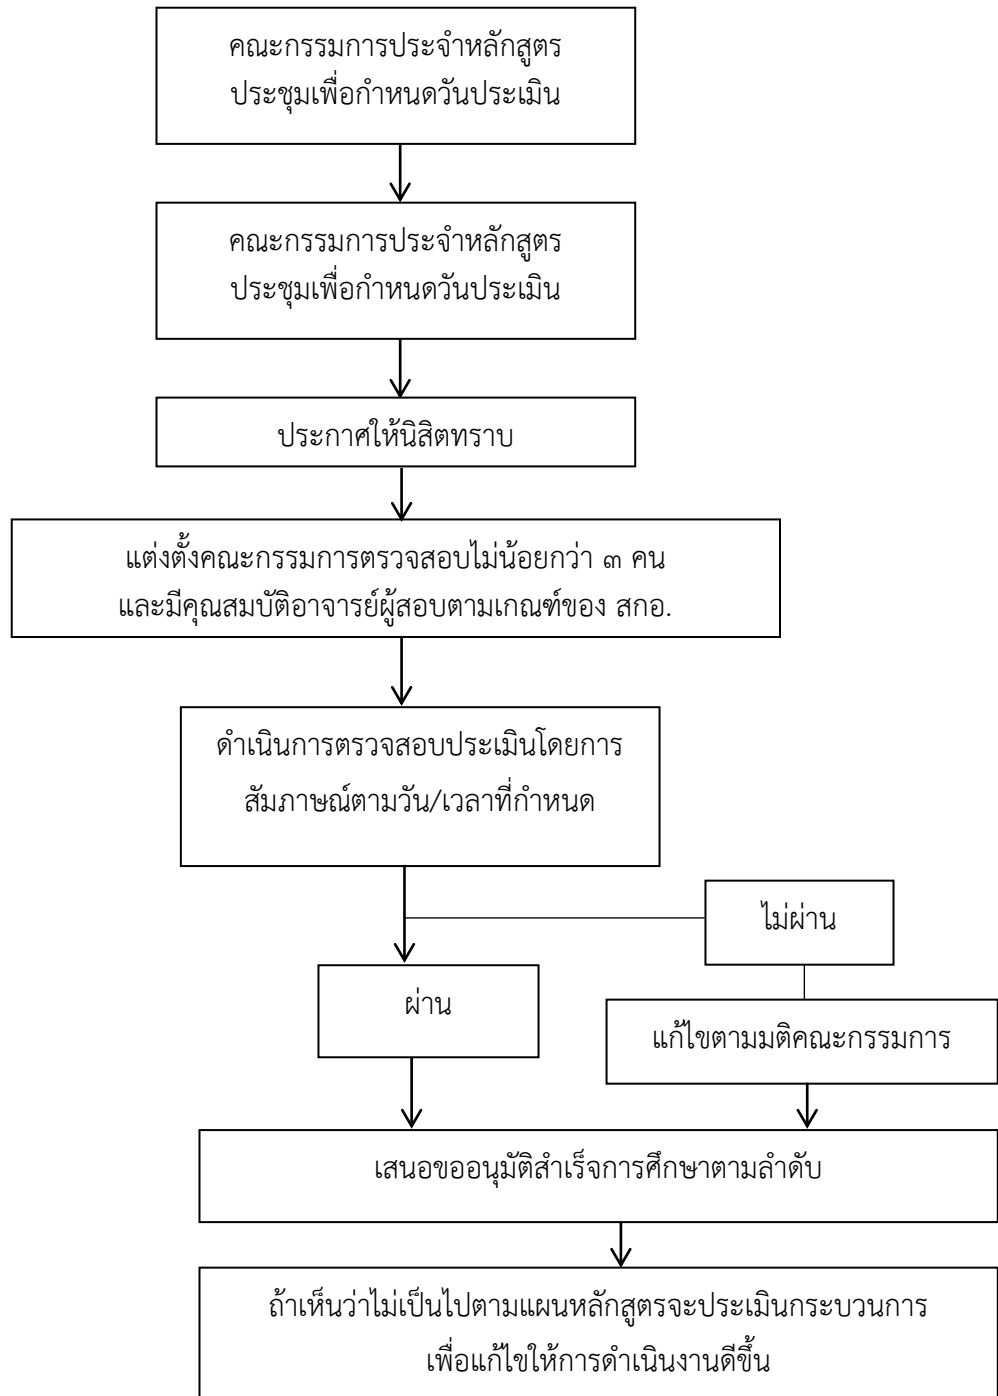 คณะกรรมการประจำหลักสูตร
ประชุมเพื่อกำหนดวันประเมิน
คณะกรรมการประจำหลักสูตร
ประชุมเพื่อกำหนดวันประเมิน
ประกาศให้นิสิตทราบ
แต่งตั้งคณะกรรมการตรวจสอบไม่น้อยกว่า ๓ คน
และมีคุณสมบัติอาจารย์ผู้สอบตามเกณฑ์ของ สกอ.
ดำเนินการตรวจสอบประเมินโดยการ
สัมภาษณ์ตามวัน/เวลาที่กำหนด
ไม่ผ่าน
ผ่าน
แก้ไขตามมติคณะกรรมการ
เสนอขออนุมัติสำเร็จการศึกษาตามลำดับ
ถ้าเห็นว่าไม่เป็นไปตามแผนหลักสูตรจะประเมินกระบวนการ
เพื่อแก้ไขให้การดำเนินงานดีขึ้น